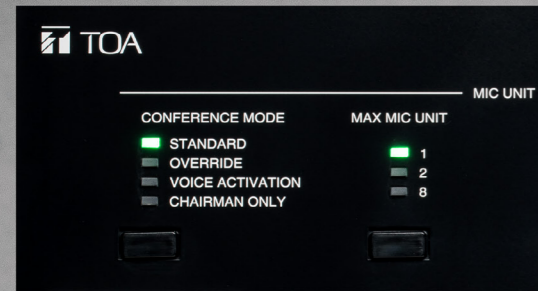 TOA
MIC UNIT
CONFERENCE MODE
STANDARD
OVERRIDE
VOICE ACTIVATION
CHAIRMAN ONLY
MAX MIC UNIT
1
2
8